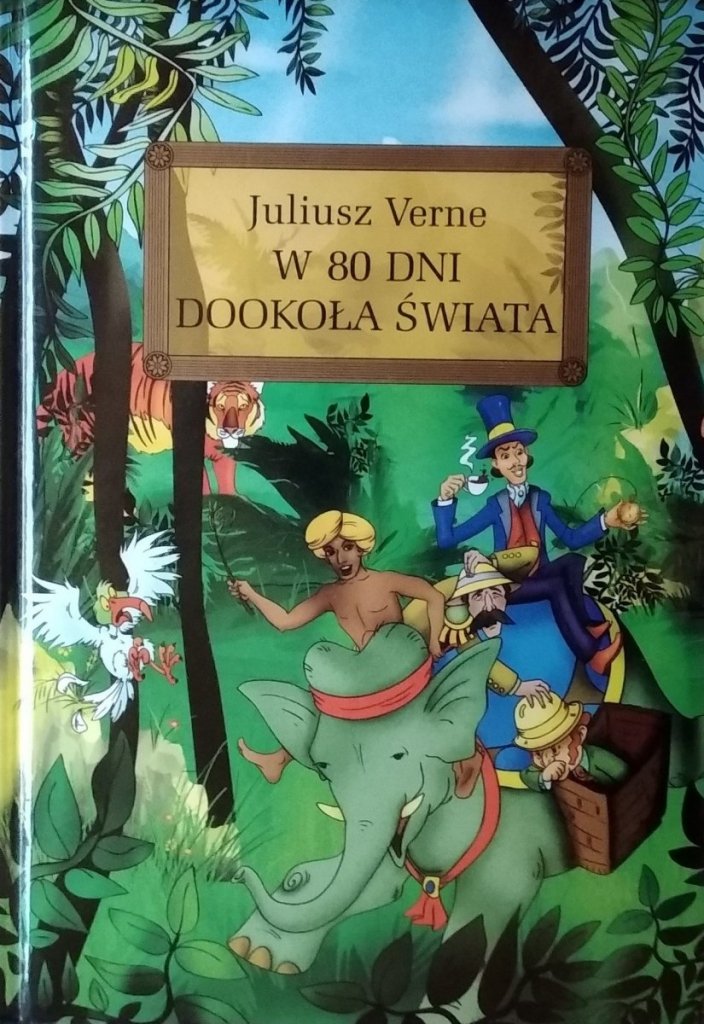 Juliusz Verne
W 80 DNI
DOOKOŁA ŚWIATA